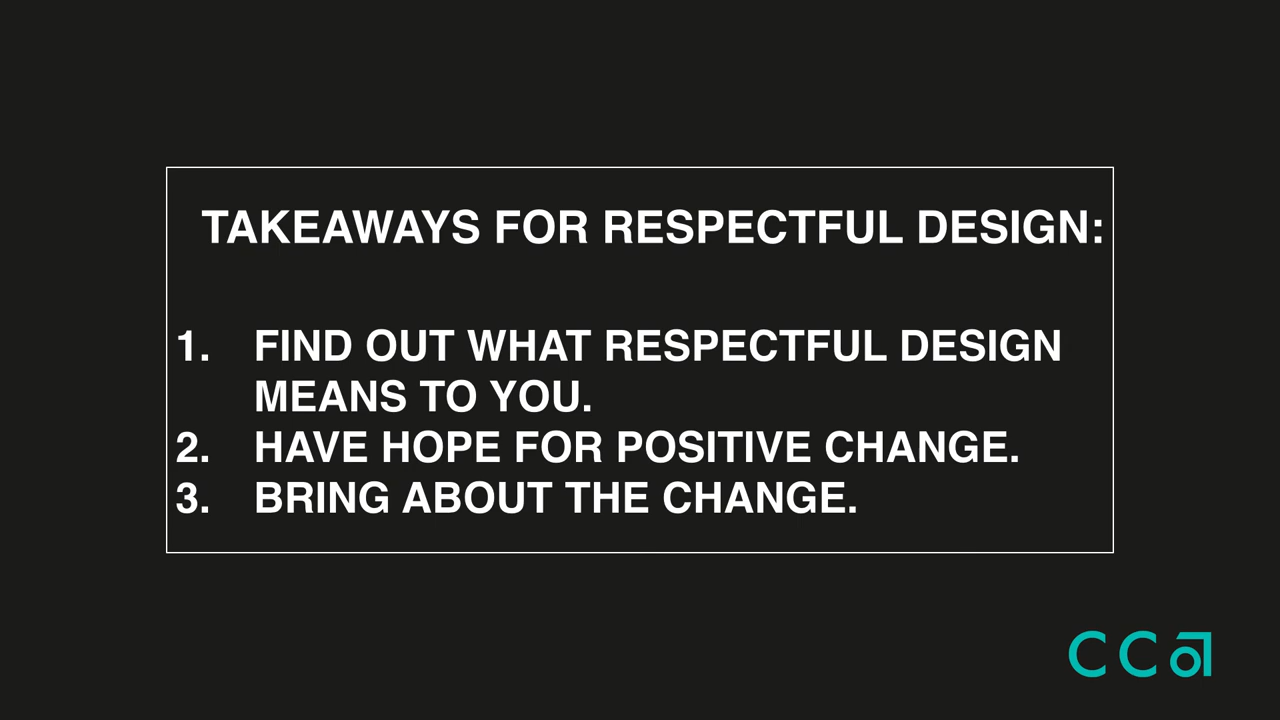 TAKEAWAYS FOR RESPECTFUL DESIGN:
1. FIND OUT WHAT RESPECTFUL DESIGN
MEANS TO YOU.
2. HAVE HOPE FOR POSITIVE CHANGE.
3. BRING ABOUT THE CHANGE.
CCa